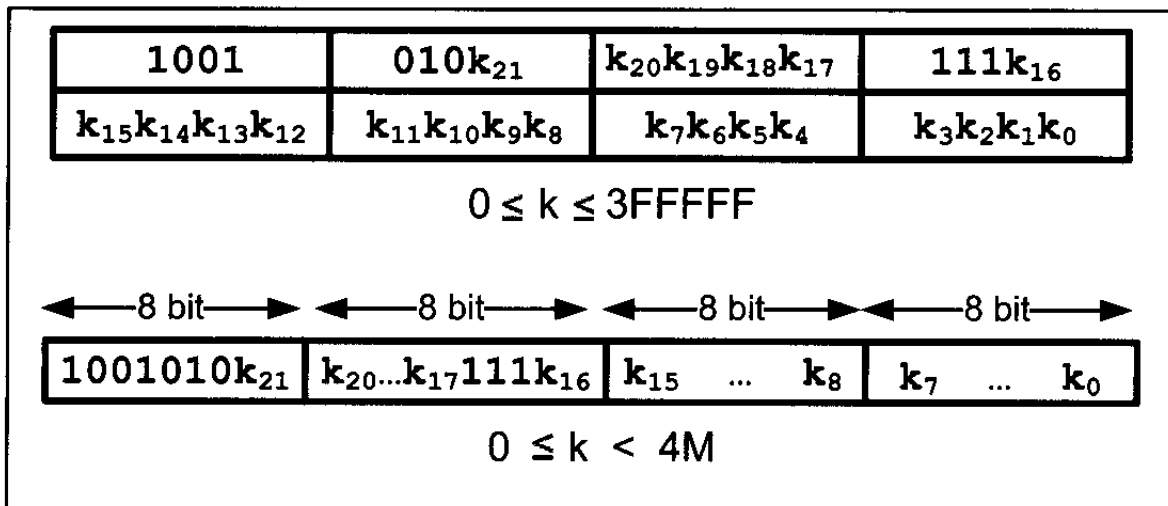 1001 010k₂₁ k₂₀k₁₉k₁₈k₁₇ 111k₁₆
k₁₅k₁₄k₁₃k₁₂ k₁₁k₁₀k₉k₈ k₇k₆k₅k₄ k₃k₂k₁k₀
0 ≤ k ≤ 3FFFFF
8 bit 8 bit 8 bit 8 bit
1001010k₂₁ k₂₀...k₁₇111k₁₆ k₁₅ ... k₈ k₇ ... k₀
0 ≤ k < 4M